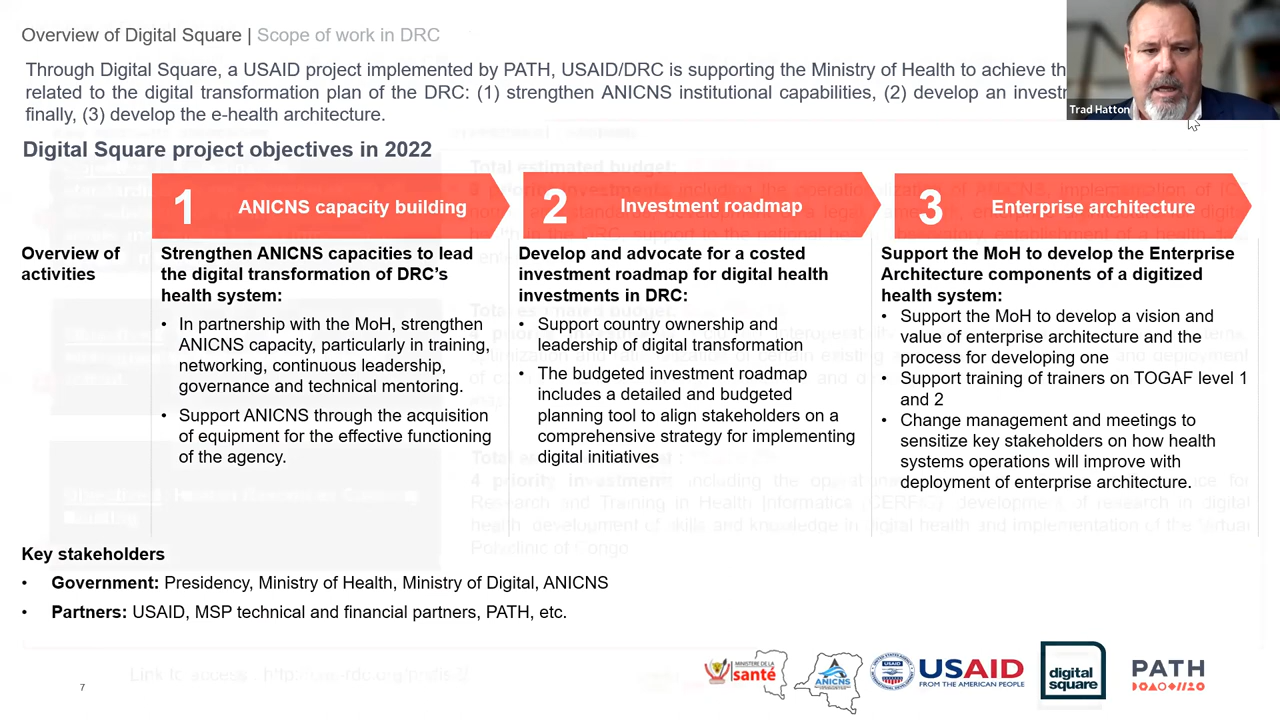 Overview of Digital Square | Scope of work in DRC
Through Digital Square, a USAID project implemented by PATH, USAID/DRC is supporting the Ministry of Health to achieve th
related to the digital transformation plan of the DRC: (1) strengthen ANICNS institutional capabilities, (2) develop an
finally, (3) develop the e-health architecture.
Trad Hatton
Digital Square project objectives in 2022
1 ANICNS capacity building
2 Investment roadmap
3 Enterprise architecture
Overview of
activities
Strengthen ANICNS capacities to lead
the digital transformation of DRC's
health system:
• In partnership with the MoH, strengthen
ANICNS capacity, particularly in training,
networking, continuous leadership,
governance and technical mentoring.
• Support ANICNS through the acquisition
of equipment for the effective functioning
of the agency.
Develop and advocate for a costed
investment roadmap for digital health
investments in DRC:
• Support country ownership and
leadership of digital transformation
• The budgeted investment roadmap
includes a detailed and budgeted
planning tool to align stakeholders on a
comprehensive strategy for implementing
digital initiatives
Support the MoH to develop the Enterprise
Architecture components of a digitized
health system:
• Support the MoH to develop a vision and
value of enterprise architecture and the
process for developing one
• Support training of trainers on TOGAF level 1
and 2
• Change management and meetings to
sensitize key stakeholders on how health
systems operations will improve with
deployment of enterprise architecture.
Key stakeholders
• Government: Presidency, Ministry of Health, Ministry of Digital, ANICNS
• Partners: USAID, MSP technical and financial partners, PATH, etc.
7
MINISTERE DE LA
santé
ANICNS
USAID
USAID
FROM THE AMERICAN PEOPLE
digital
square
PATH